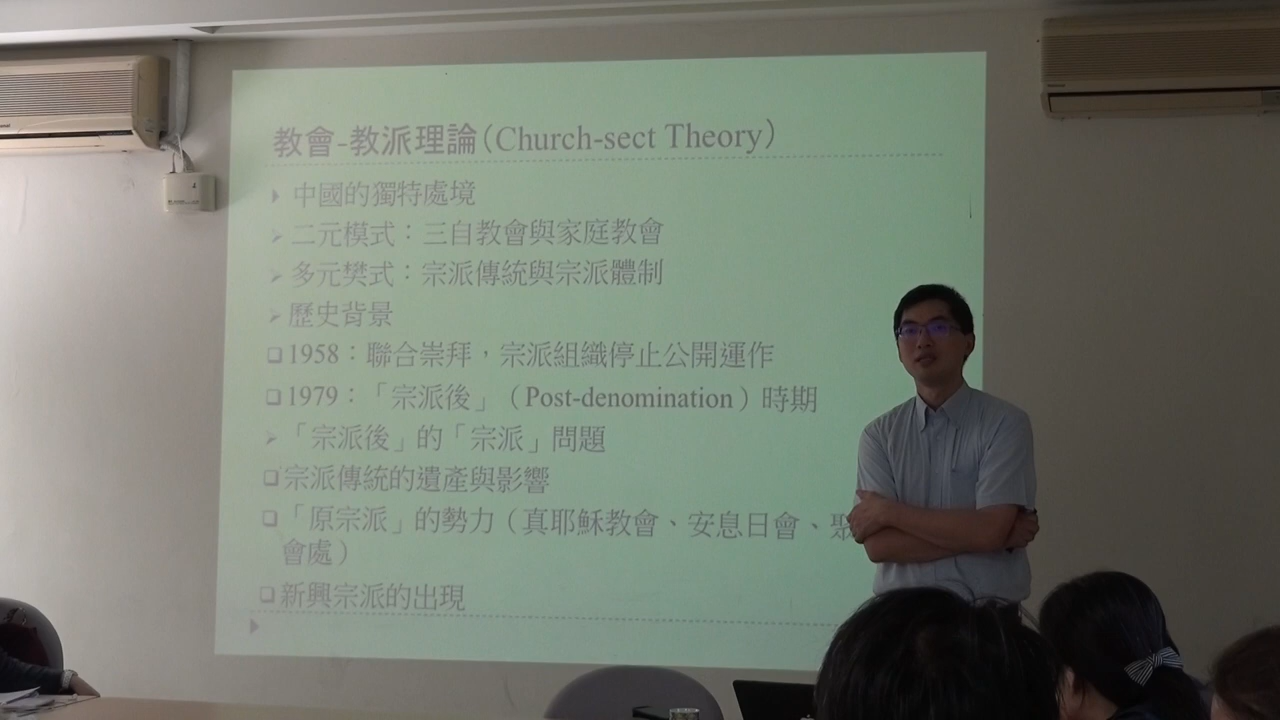 教會-教派理論(Church-sect Theory)
中國的獨特處境
二元模式：三自教會與家庭教會
多元樊式：宗派傳統與宗派體制
歷史背景
1958：聯合崇拜，宗派組織停止公開運作
1979：「宗派後」（Post-denomination）時期
「宗派後」的「宗派」問題
宗派傳統的遺產與影響
「原宗派」的勢力（真耶穌教會、安息日會、聚
會處）
新興宗派的出現